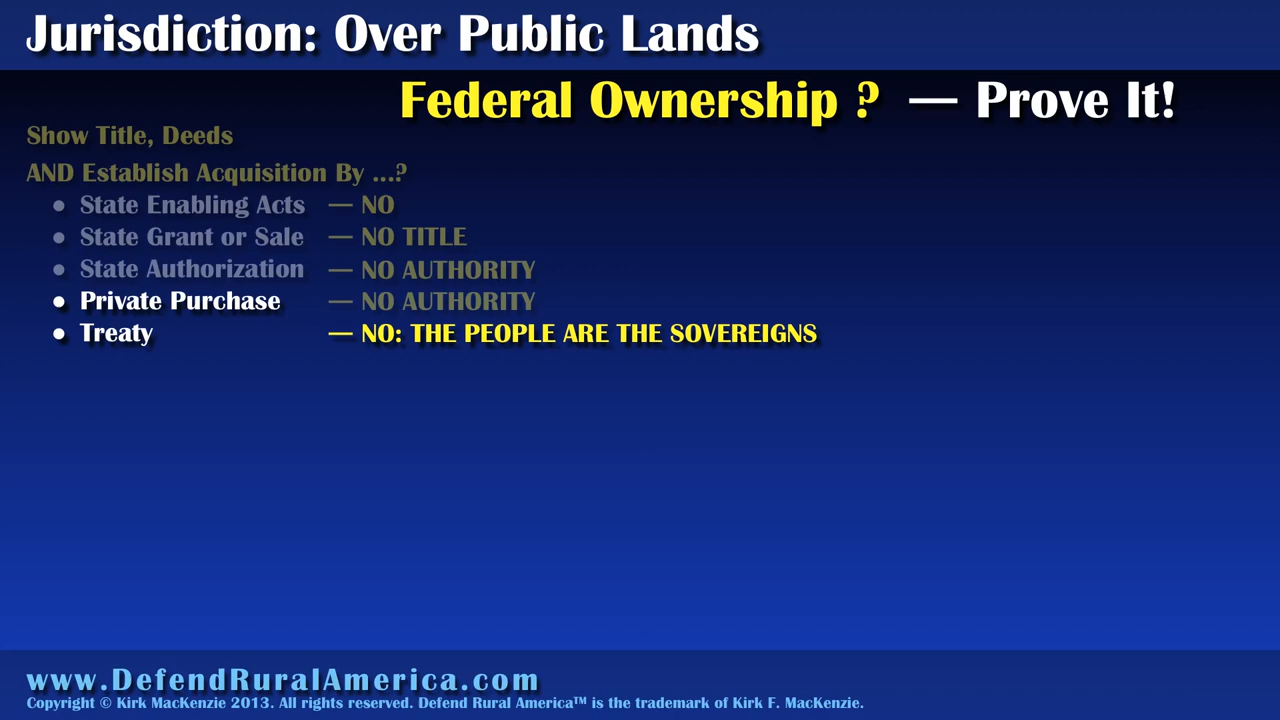 Jurisdiction: Over Public Lands
Federal Ownership ? — Prove It!
Show Title, Deeds
AND Establish Acquisition By ...?
● State Enabling Acts — NO
● State Grant or Sale — NO TITLE
● State Authorization — NO AUTHORITY
● Private Purchase — NO AUTHORITY
● Treaty — NO: THE PEOPLE ARE THE SOVEREIGNS
www.DefendRuralAmerica.com
Copyright © Kirk MacKenzie 2013. All rights reserved. Defend Rural America™ is the trademark of Kirk F. MacKenzie.